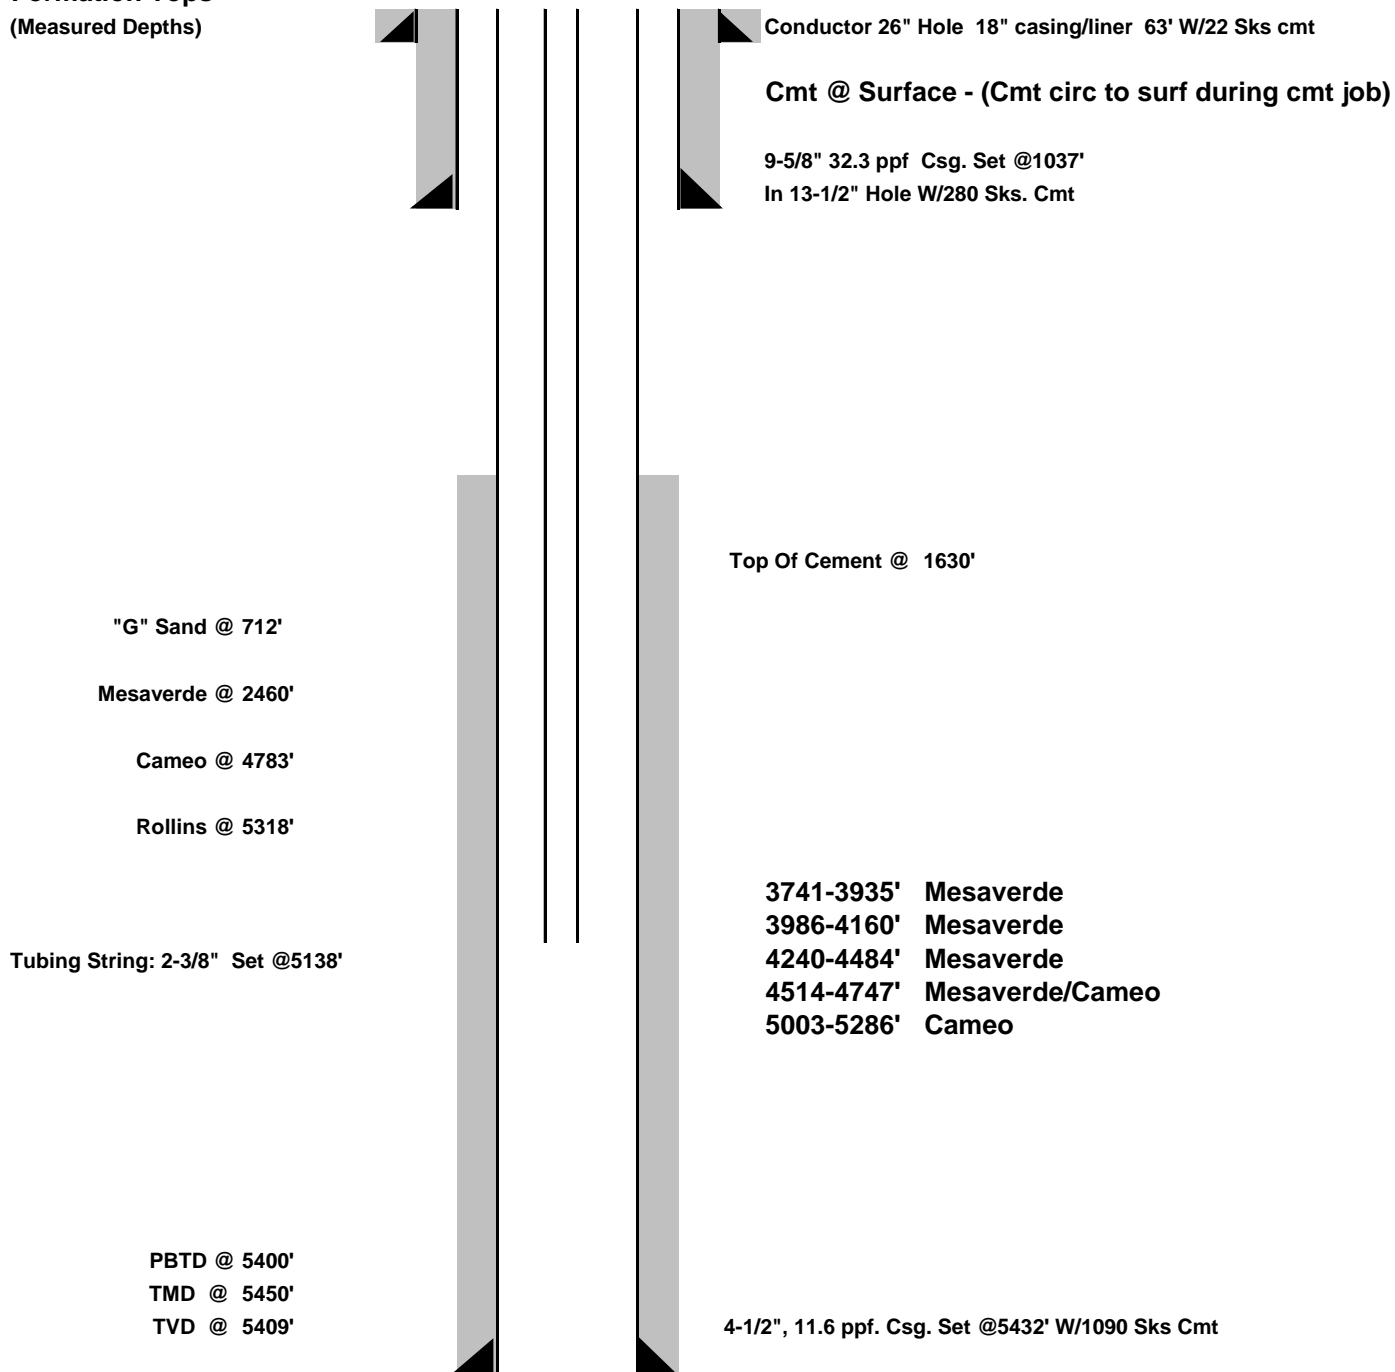 Formation Tops
(Measured Depths)
Conductor 26" Hole 18" casing/liner 63' W/22 Sks cmt
Cmt @ Surface - (Cmt circ to surf during cmt job)
9-5/8" 32.3 ppf Csg. Set @1037'
In 13-1/2" Hole W/280 Sks. Cmt
Top Of Cement @ 1630'
"G" Sand @ 712'
Mesaverde @ 2460'
Cameo @ 4783'
Rollins @ 5318'
3741-3935' Mesaverde
3986-4160' Mesaverde
4240-4484' Mesaverde
4514-4747' Mesaverde/Cameo
5003-5286' Cameo
Tubing String: 2-3/8" Set @5138'
PBTD @ 5400'
TMD @ 5450'
TVD @ 5409'
4-1/2", 11.6 ppf. Csg. Set @5432' W/1090 Sks Cmt